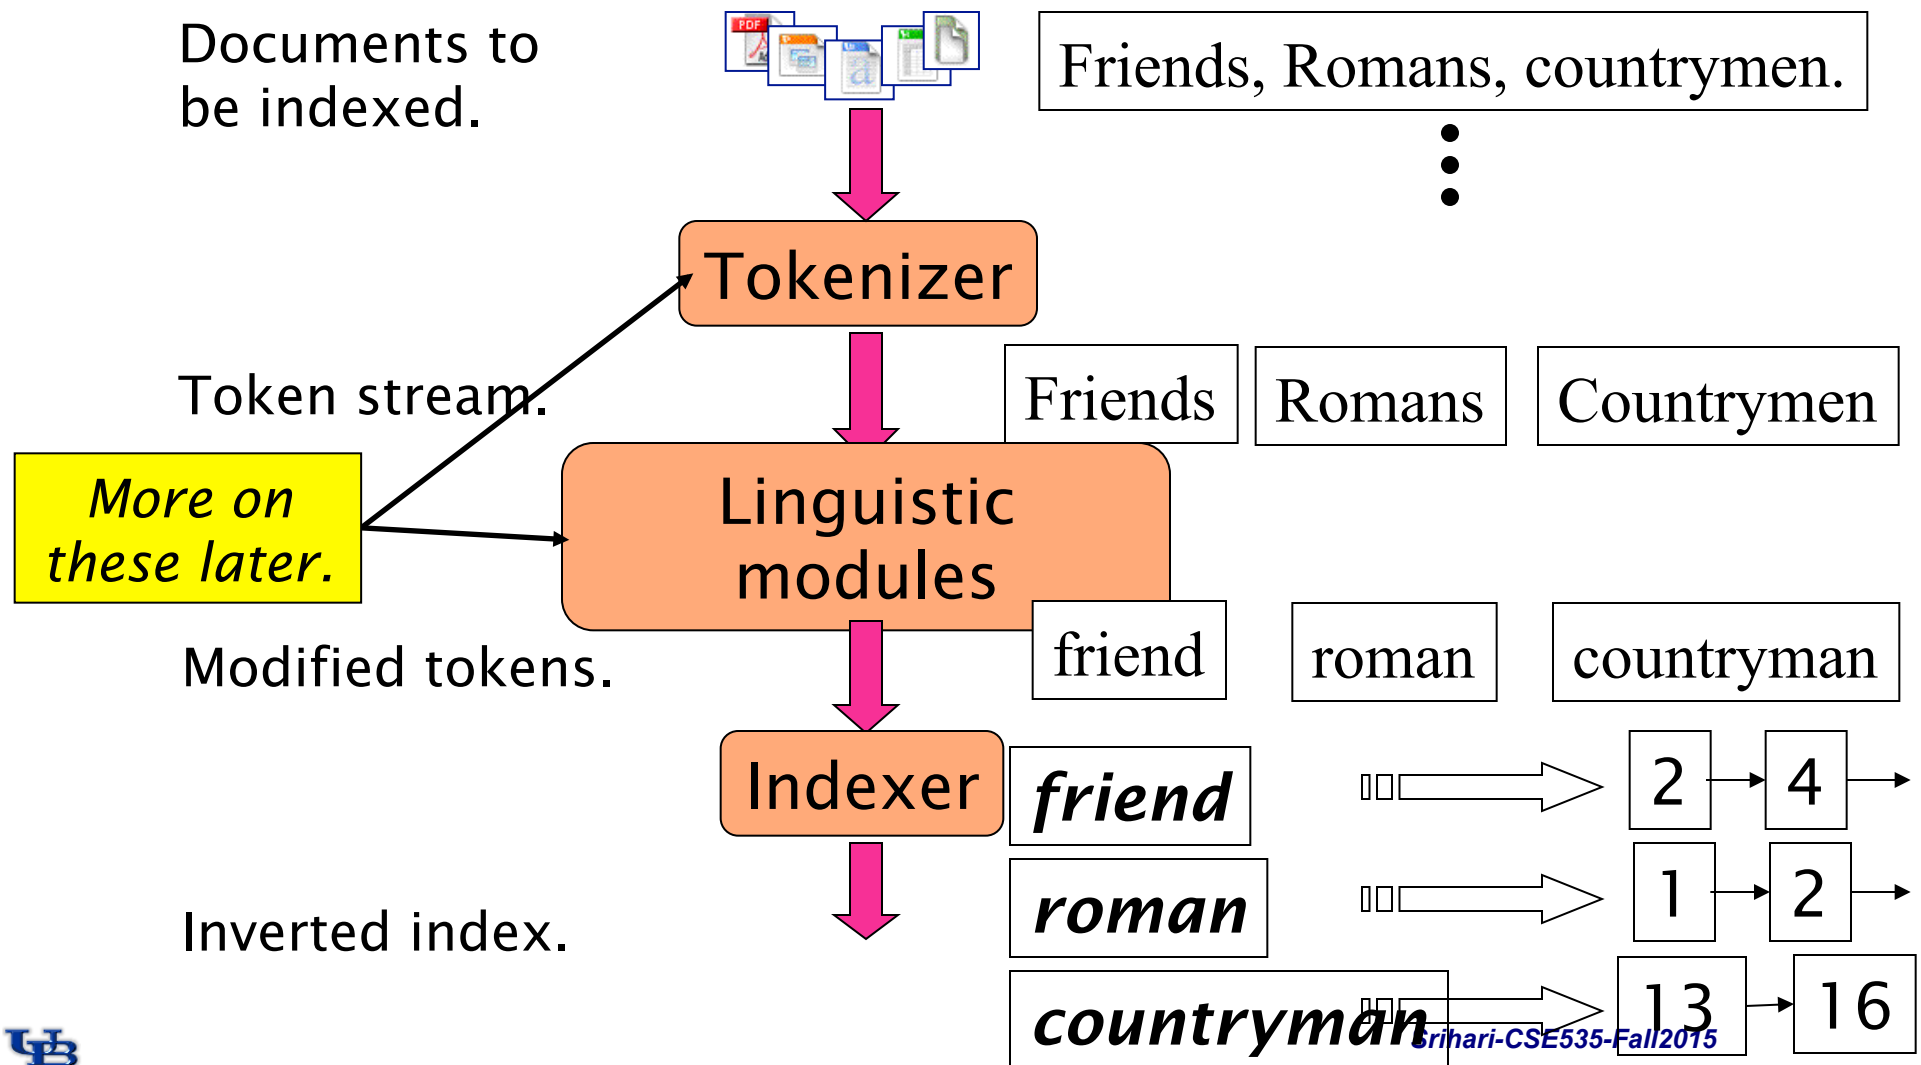 Documents to
be indexed.
PDF
Friends, Romans, countrymen.
Tokenizer
Token stream.
Friends
Romans
Countrymen
More on
these later.
Linguistic
modules
Modified tokens.
friend
roman
countryman
Indexer
friend
2
4
roman
1
2
Inverted index.
countryman
13
16
Srihari-CSE535-Fall2015
UB